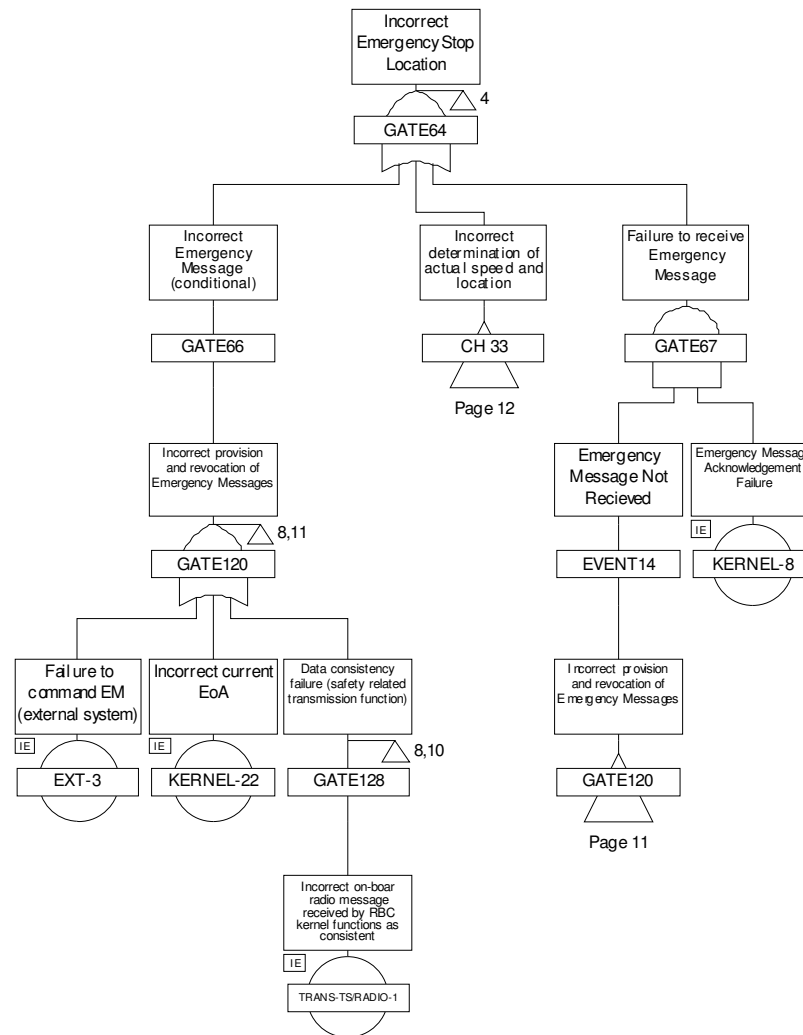 Incorrect
Emergency Stop
Location
4
GATE64
Incorrect
Emergency
Message
(conditional)
Incorrect
determination of
actual speed and
location
Failure to receive
Emergency
Message
GATE66
CH 33
GATE67
Page 12
Incorrect provision
and revocation of
Emergency Messages
Emergency
Message Not
Recieved
Emergency Message
Acknowledgement
Failure
8,11
IE
GATE120
EVENT14
KERNEL-8
Failure to
command EM
(external system)
Incorrect current
EoA
Data consistency
failure (safety related
transmission function)
Incorrect provision
and revocation of
Emergency Messages
IE
IE
8,10
EXT-3
KERNEL-22
GATE128
GATE120
Page 11
Incorrect on-boar
radio message
received by RBC
kernel functions as
consistent
IE
TRANS-TS/RADIO-1